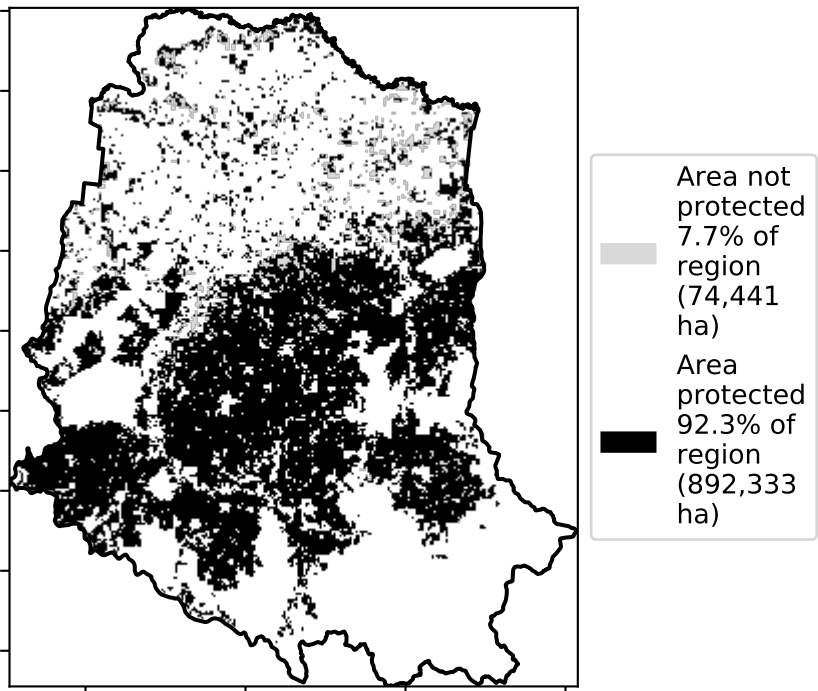 Area not
protected
7.7% of
region
(74,441
ha)
Area
protected
92.3% of
region
(892,333
ha)